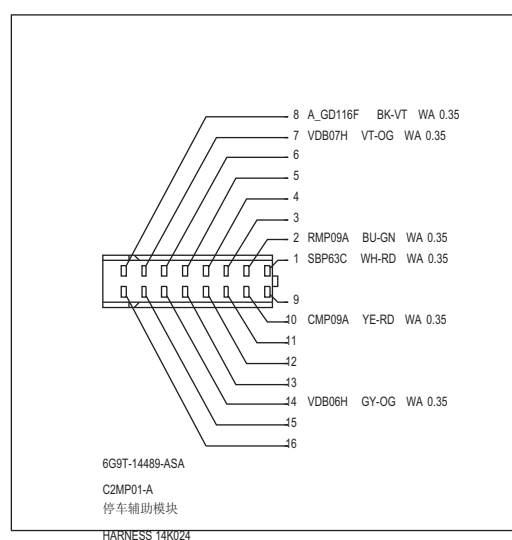 8 A_GD116F BK-VT WA 0.35
7 VDB07H VT-OG WA 0.35
6
5
4
3
2 RMP09A BU-GN WA 0.35
1 SBP63C WH-RD WA 0.35
9
10 CMP09A YE-RD WA 0.35
11
12
13
14 VDB06H GY-OG WA 0.35
15
16
6G9T-14489-ASA
C2MP01-A
停车辅助模块
HARNESS 14K024